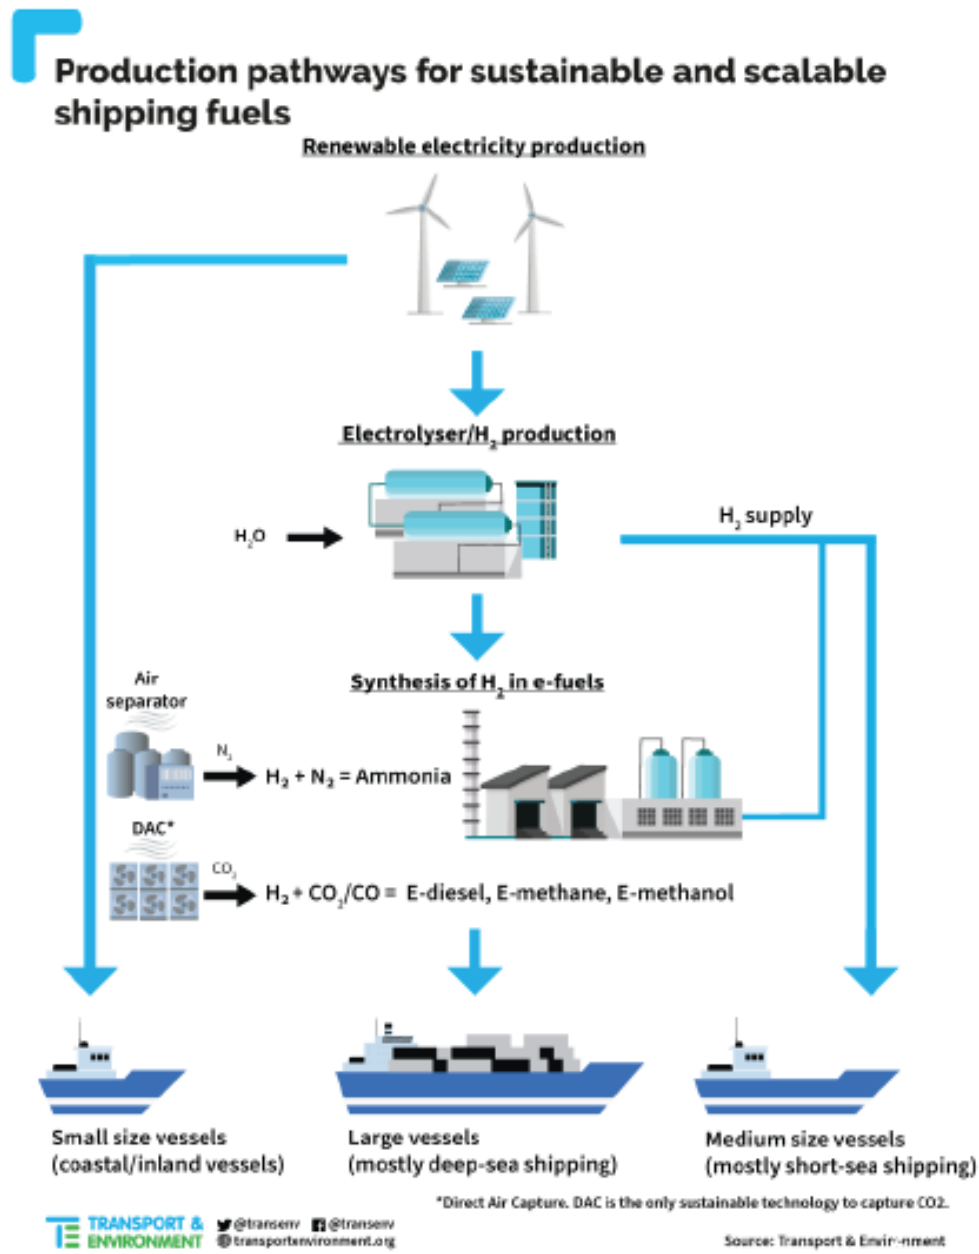 Production pathways for sustainable and scalable
shipping fuels
Renewable electricity production
Electrolyser/H₂ production
H₂O
H₂ supply
Synthesis of H₂ in e-fuels
Air
separator
N₂
H₂ + N₂ = Ammonia
DAC*
CO₂
H₂ + CO₂/CO = E-diesel, E-methane, E-methanol
Small size vessels
(coastal/inland vessels)
Large vessels
(mostly deep-sea shipping)
Medium size vessels
(mostly short-sea shipping)
*Direct Air Capture. DAC is the only sustainable technology to capture CO2.
TE TRANSPORT &
ENVIRONMENT
@transenv @transenv
transportenvironment.org
Source: Transport & Envir-nment